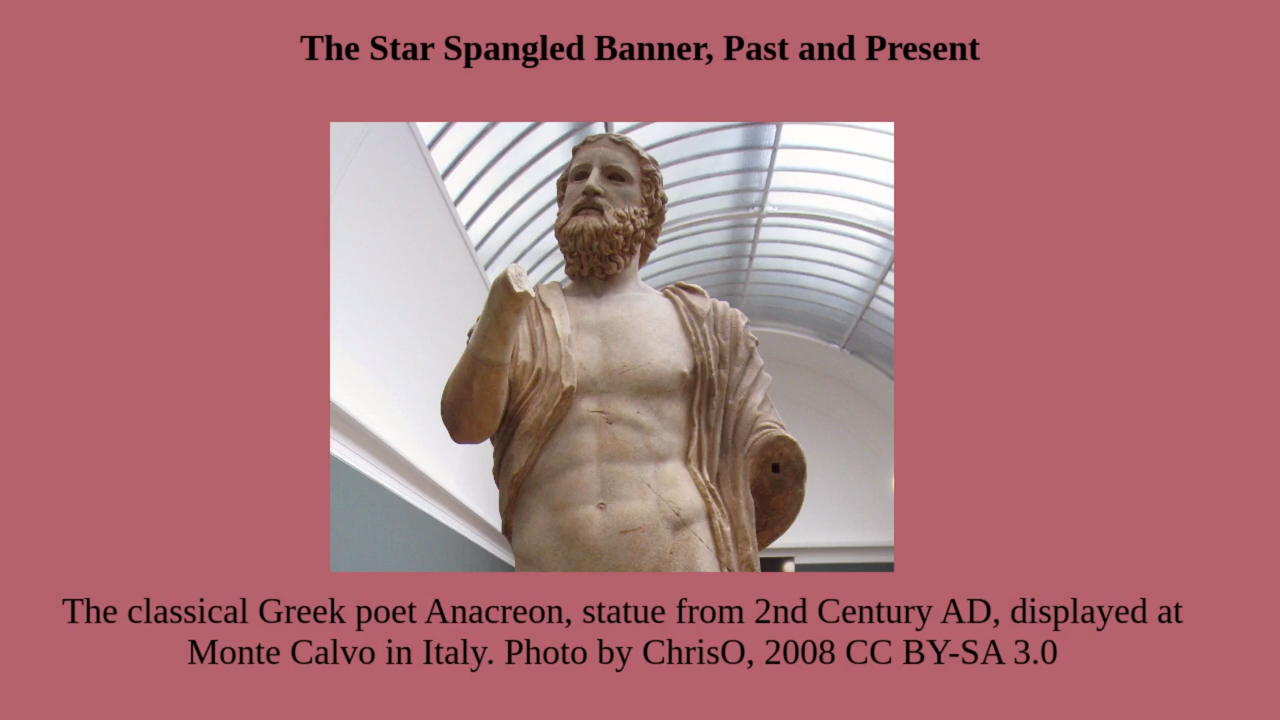 The Star Spangled Banner, Past and Present
The classical Greek poet Anacreon, statue from 2nd Century AD, displayed at
Monte Calvo in Italy. Photo by ChrisO, 2008 CC BY-SA 3.0